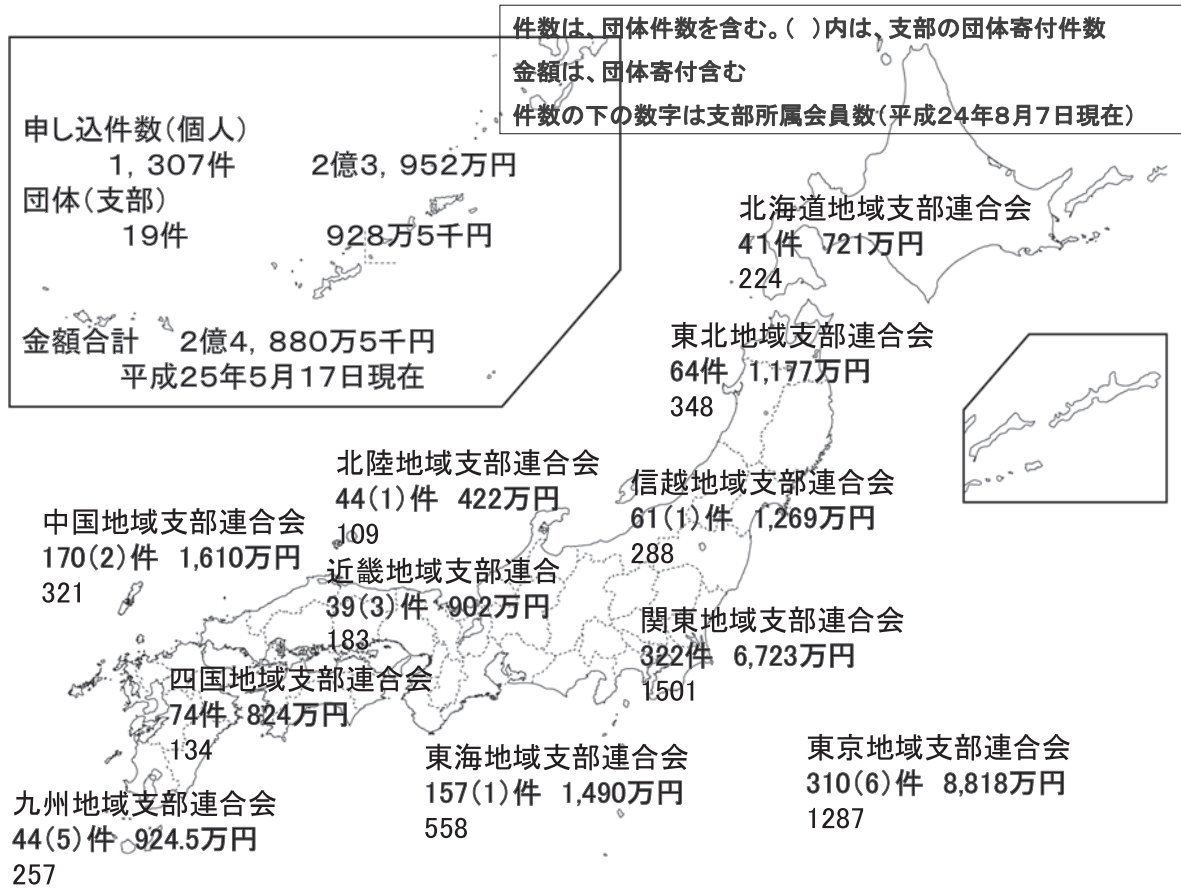 件数は、団体件数を含む。( )内は、支部の団体寄付件数
金額は、団体寄付含む
件数の下の数字は支部所属会員数(平成24年8月7日現在)
申し込件数(個人)
1,307件 2億3,952万円
団体(支部)
19件 928万5千円
金額合計 2億4,880万5千円
平成25年5月17日現在
北海道地域支部連合会
41件 721万円
224
東北地域支部連合会
64件 1,177万円
348
北陸地域支部連合会
44(1)件 422万円
109
信越地域支部連合会
61(1)件 1,269万円
288
中国地域支部連合会
170(2)件 1,610万円
321
近畿地域支部連合
39(3)件 902万円
183
関東地域支部連合会
322件 6,723万円
1501
四国地域支部連合会
74件 824万円
134
東海地域支部連合会
157(1)件 1,490万円
558
東京地域支部連合会
310(6)件 8,818万円
1287
九州地域支部連合会
44(5)件 924.5万円
257